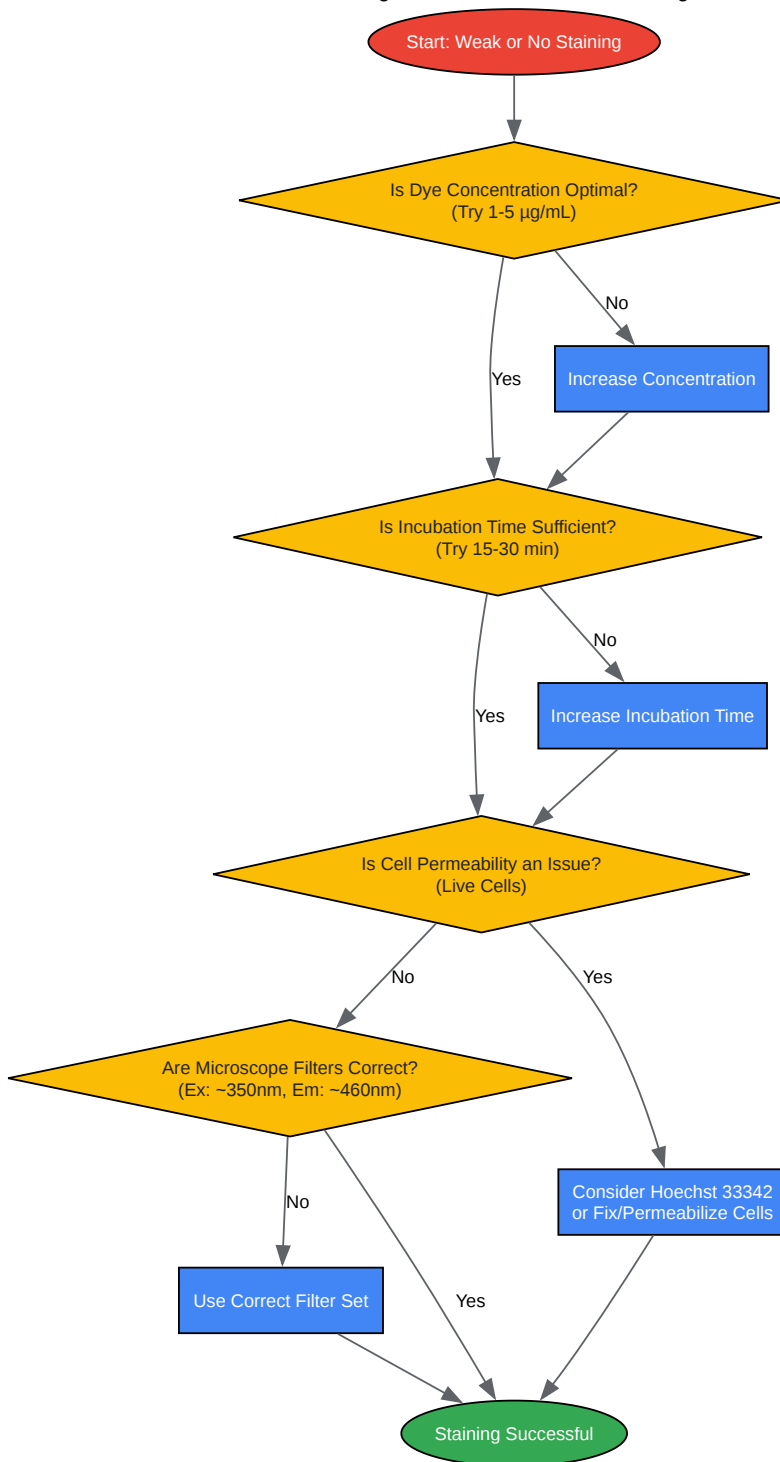 Start: Weak or No Staining
Is Dye Concentration Optimal?
(Try 1-5 µg/mL)
No
Yes
Increase Concentration
Is Incubation Time Sufficient?
(Try 15-30 min)
No
Yes
Increase Incubation Time
Is Cell Permeability an Issue?
(Live Cells)
No
Yes
Are Microscope Filters Correct?
(Ex: ~350nm, Em: ~460nm)
Consider Hoechst 33342
or Fix/Permeabilize Cells
No
Yes
Use Correct Filter Set
Staining Successful